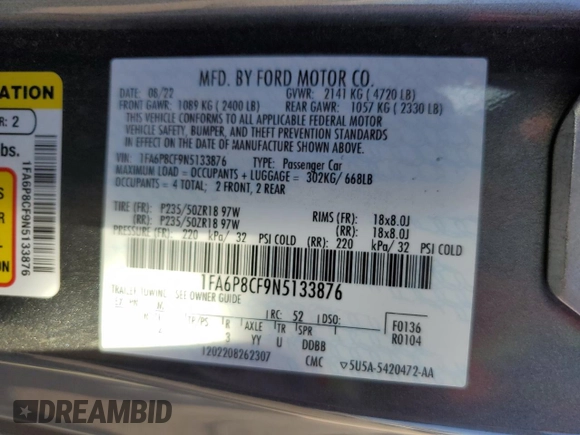 MFD. BY FORD MOTOR CO.
DATE: 08/22 GVWR: 2141 KG ( 4720 LB)
FRONT GAWR: 1089 KG ( 2400 LB) REAR GAWR: 1057 KG ( 2330 LB)
THIS VEHICLE CONFORMS TO ALL APPLICABLE FEDERAL MOTOR
VEHICLE SAFETY, BUMPER, AND THEFT PREVENTION STANDARDS
IN EFFECT ON THE DATE OF MANUFACTURE SHOWN ABOVE.
VIN: 1FA6P8CF9N5133876 TYPE: Passenger Car
MAXIMUM LOAD = OCCUPANTS + LUGGAGE = 302KG/ 668LB
OCCUPANTS = 4 TOTAL; 2 FRONT, 2 REAR
TIRE (FR): P235/50ZR18 97W RIMS (FR): 18x8.0J
(RR): P235/50ZR18 97W (RR): 18x8.0J
PRESSURE (FR): 220 kPa/ 32 PSI COLD (RR): 220 kPa/ 32 PSI COLD
1FA6P8CF9N5133876
TRAILER TOWING - SEE OWNER GUIDE
RC: 52 DSO: F0136
TP/PS R AXLE TR SPR R0104
4 3 YY U DDBB
1202208262307 CMC 5U5A-5420472-AA
ATION
R: 2
bs.
1FA6P8CF9N5133876
DREAMBID